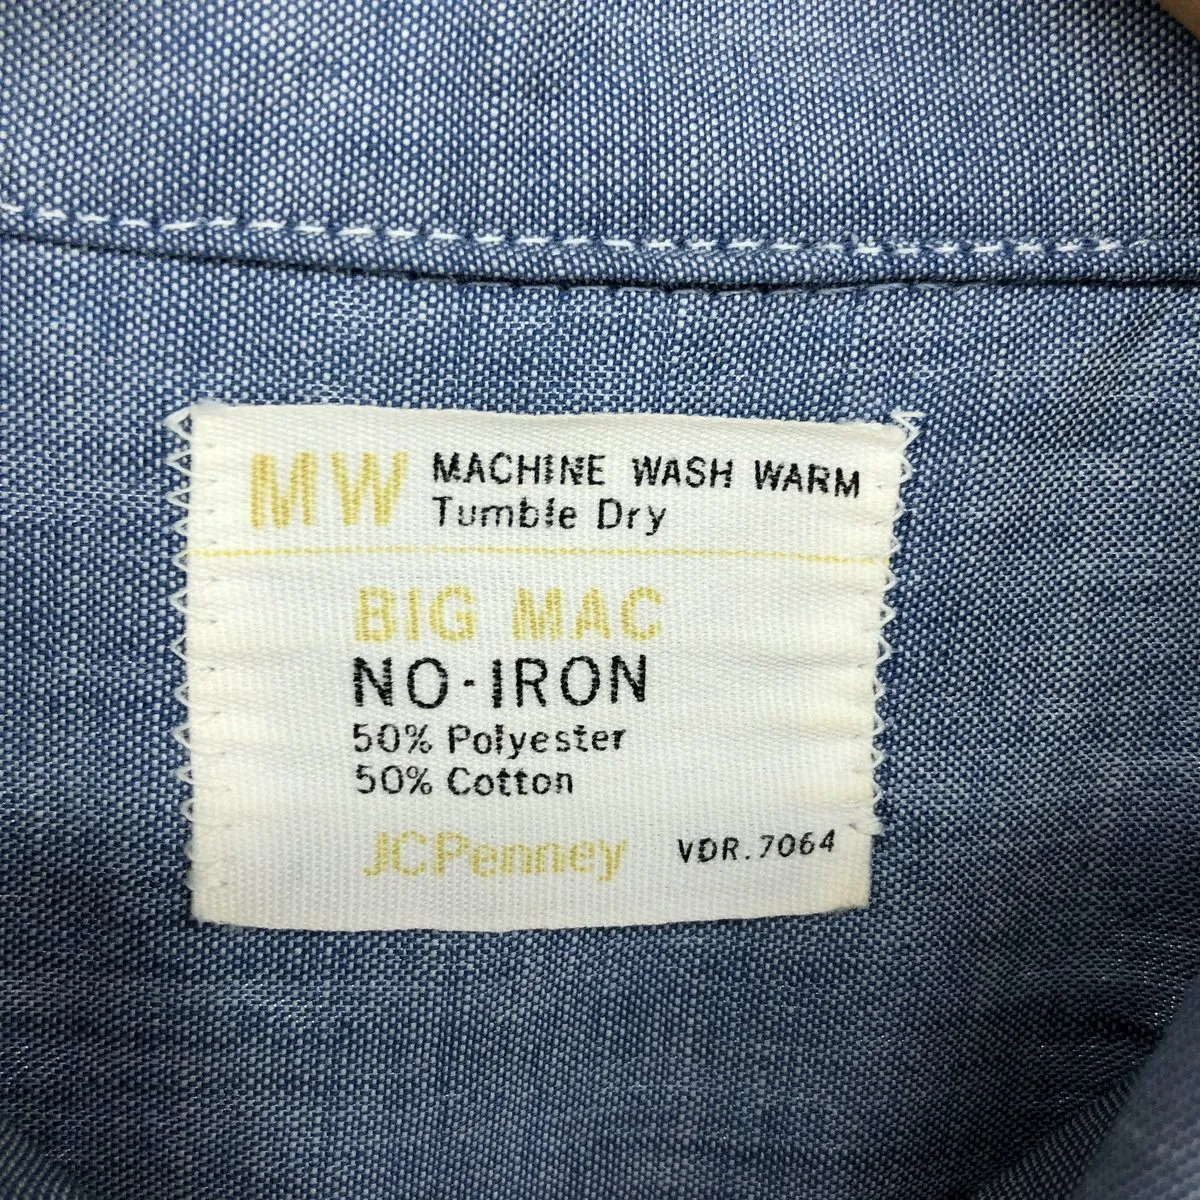 MW MACHINE WASH WARM
Tumble Dry
BIG MAC
NO-IRON
50% Polyester
50% Cotton
JCPenney VDR.7064